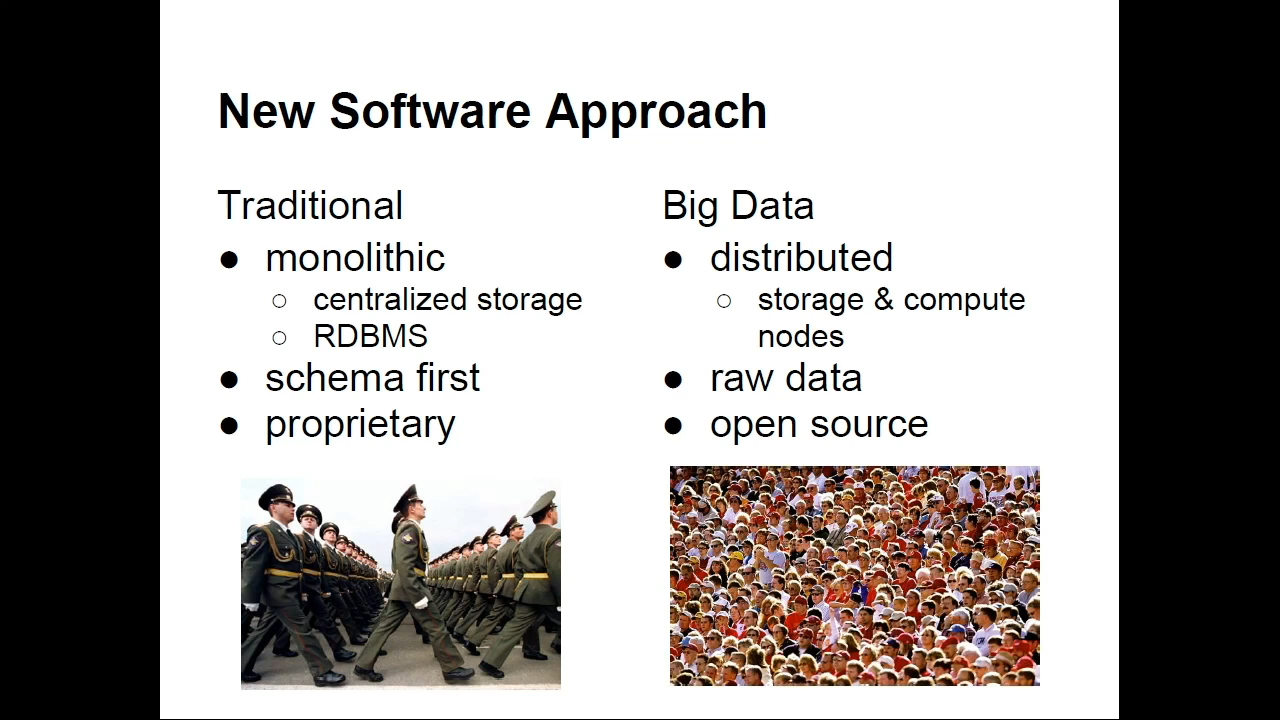 New Software Approach
Traditional
● monolithic
○ centralized storage
○ RDBMS
● schema first
● proprietary
Big Data
● distributed
○ storage & compute
nodes
● raw data
● open source